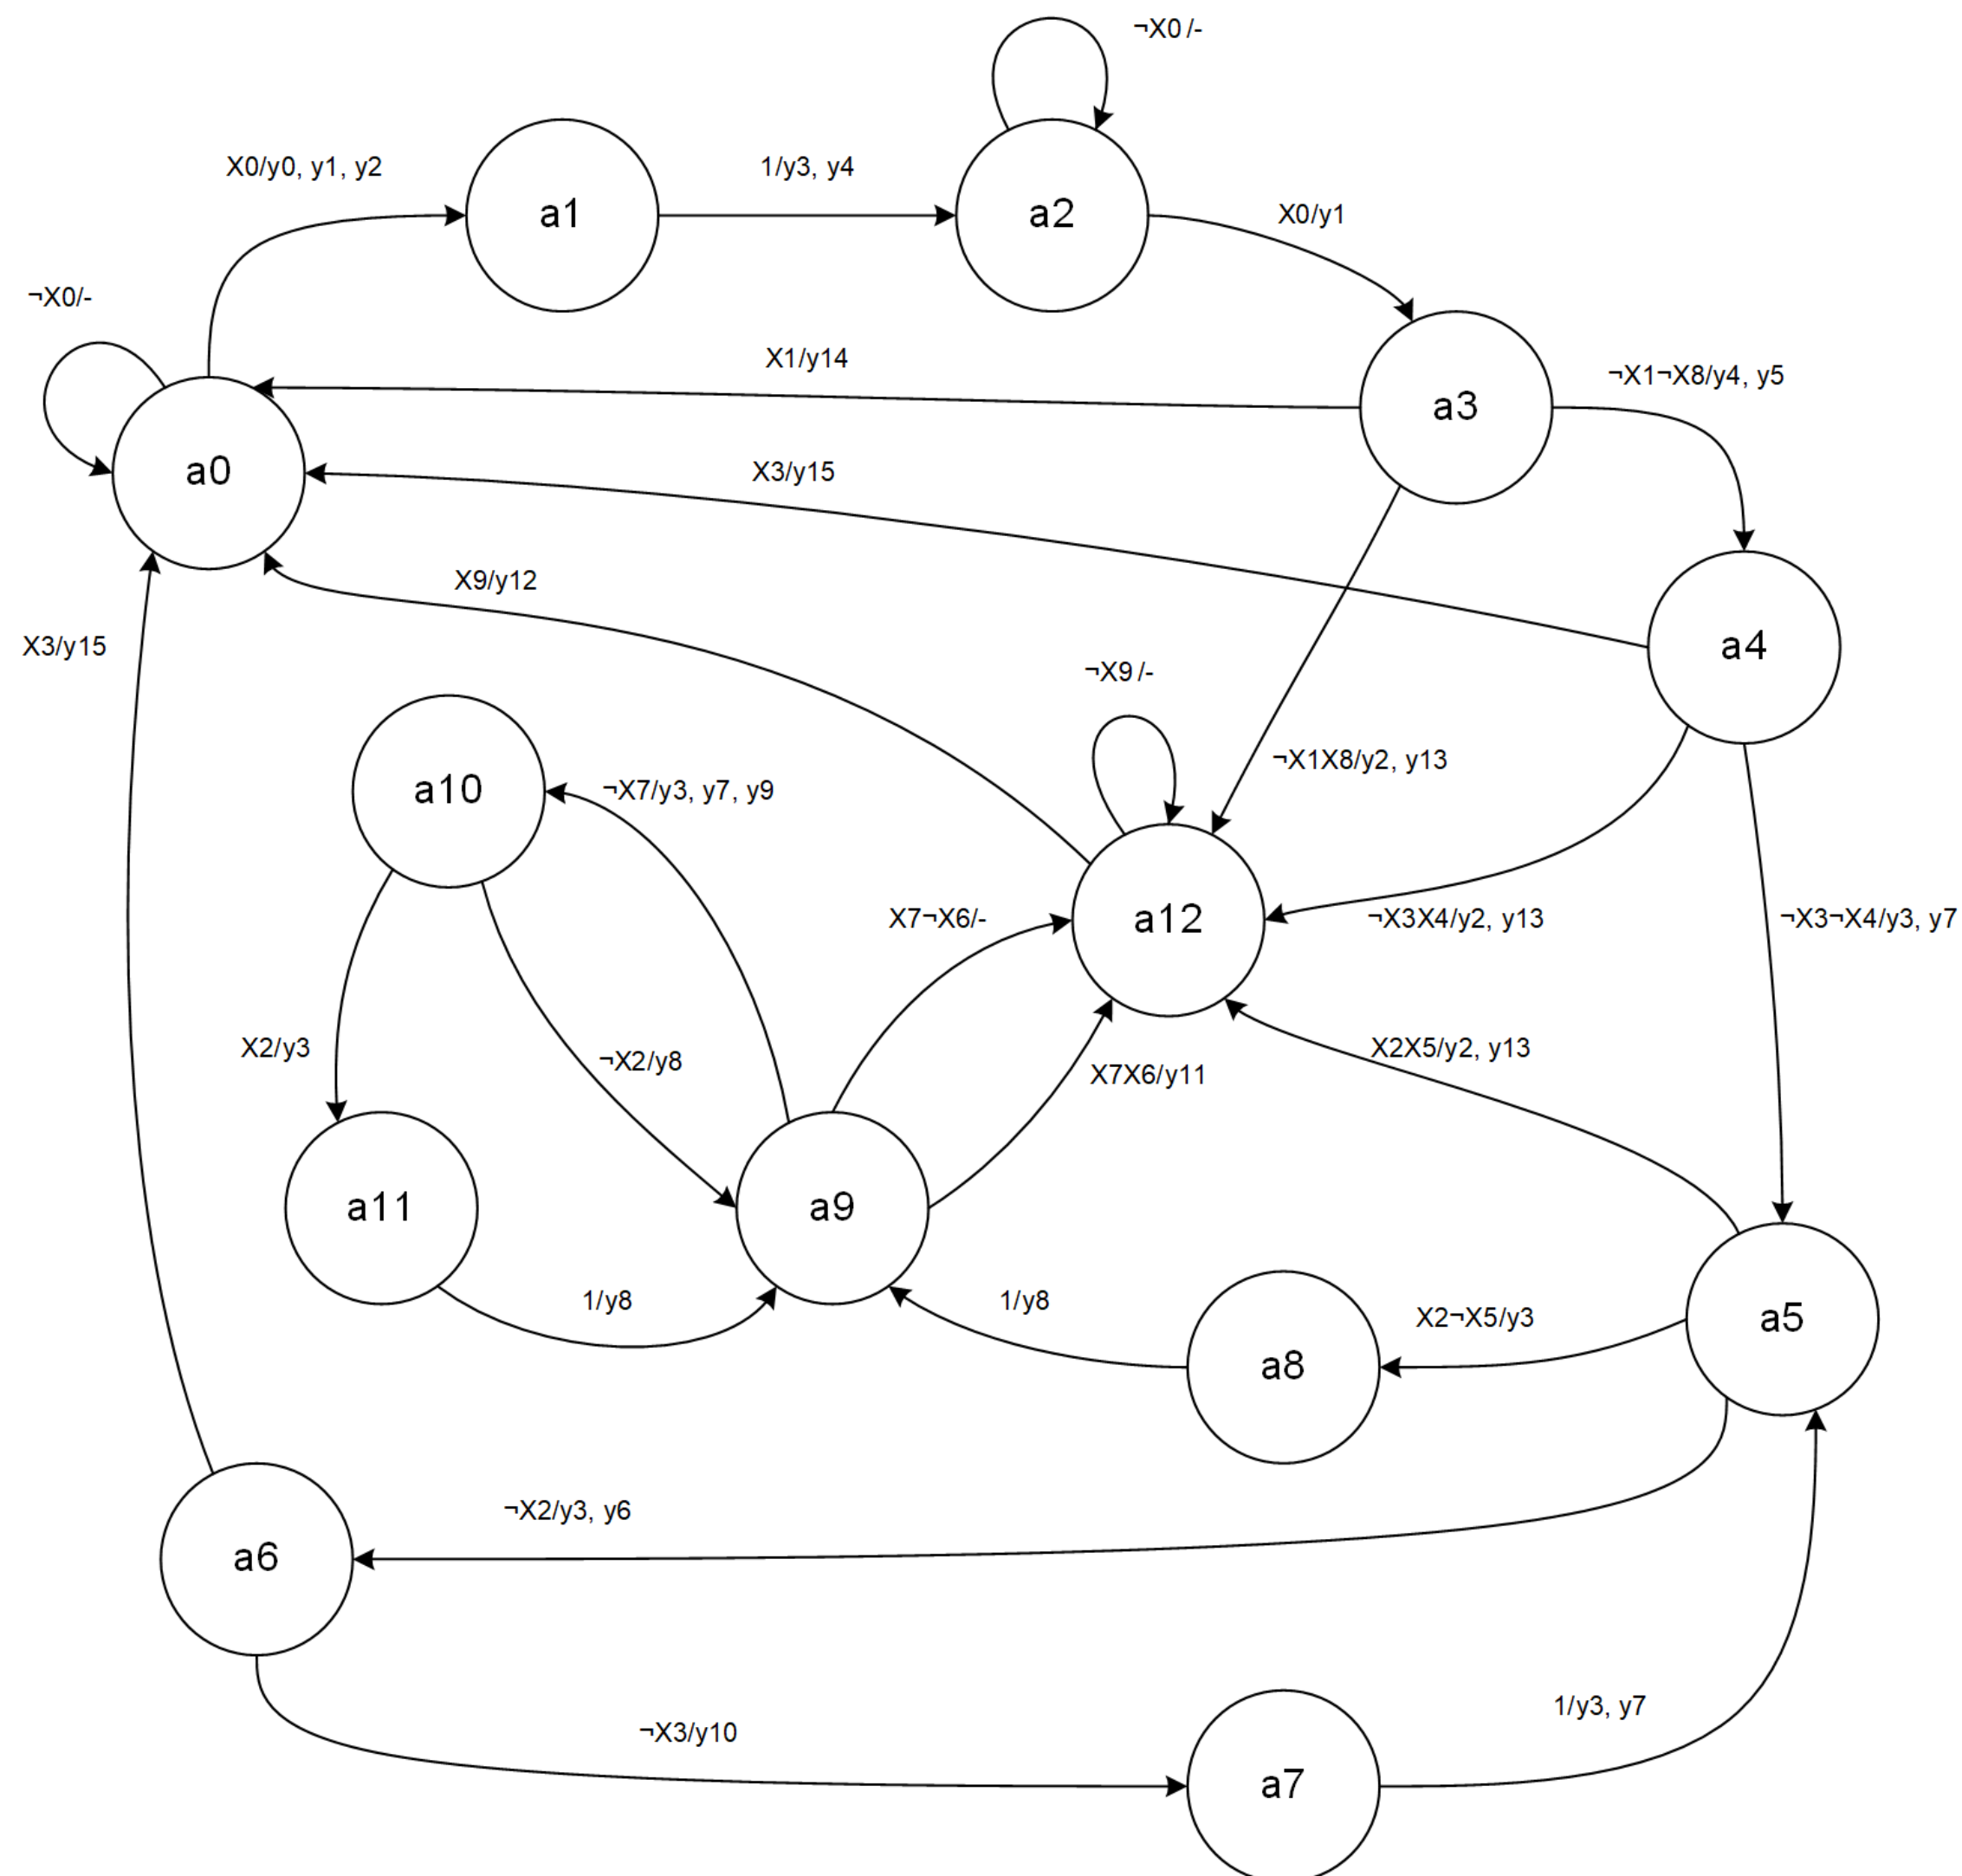 ¬X0 /-
X0/y0, y1, y2
1/y3, y4
a1
a2
X0/y1
¬X0/-
X1/y14
¬X1¬X8/y4, y5
a3
a0
X3/y15
X9/y12
X3/y15
a4
¬X9 /-
¬X1X8/y2, y13
a10
¬X7/y3, y7, y9
X7¬X6/-
a12
¬X3X4/y2, y13
¬X3¬X4/y3, y7
X2/y3
¬X2/y8
X7X6/y11
X2X5/y2, y13
a11
a9
1/y8
1/y8
X2¬X5/y3
a5
a8
¬X2/y3, y6
a6
¬X3/y10
1/y3, y7
a7